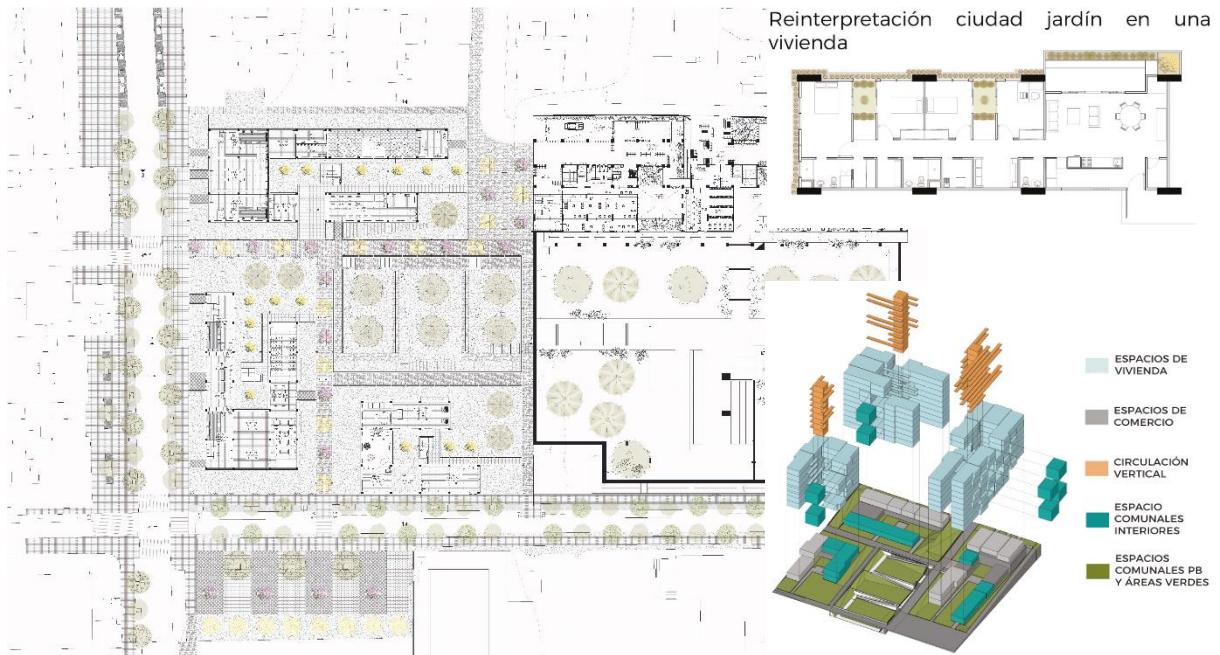 Reinterpretación ciudad jardín en una
vivienda
ESPACIOS DE
VIVIENDA
ESPACIOS DE
COMERCIO
CIRCULACIÓN
VERTICAL
ESPACIO
COMUNALES
INTERIORES
ESPACIOS
COMUNALES PB
Y ÁREAS VERDES